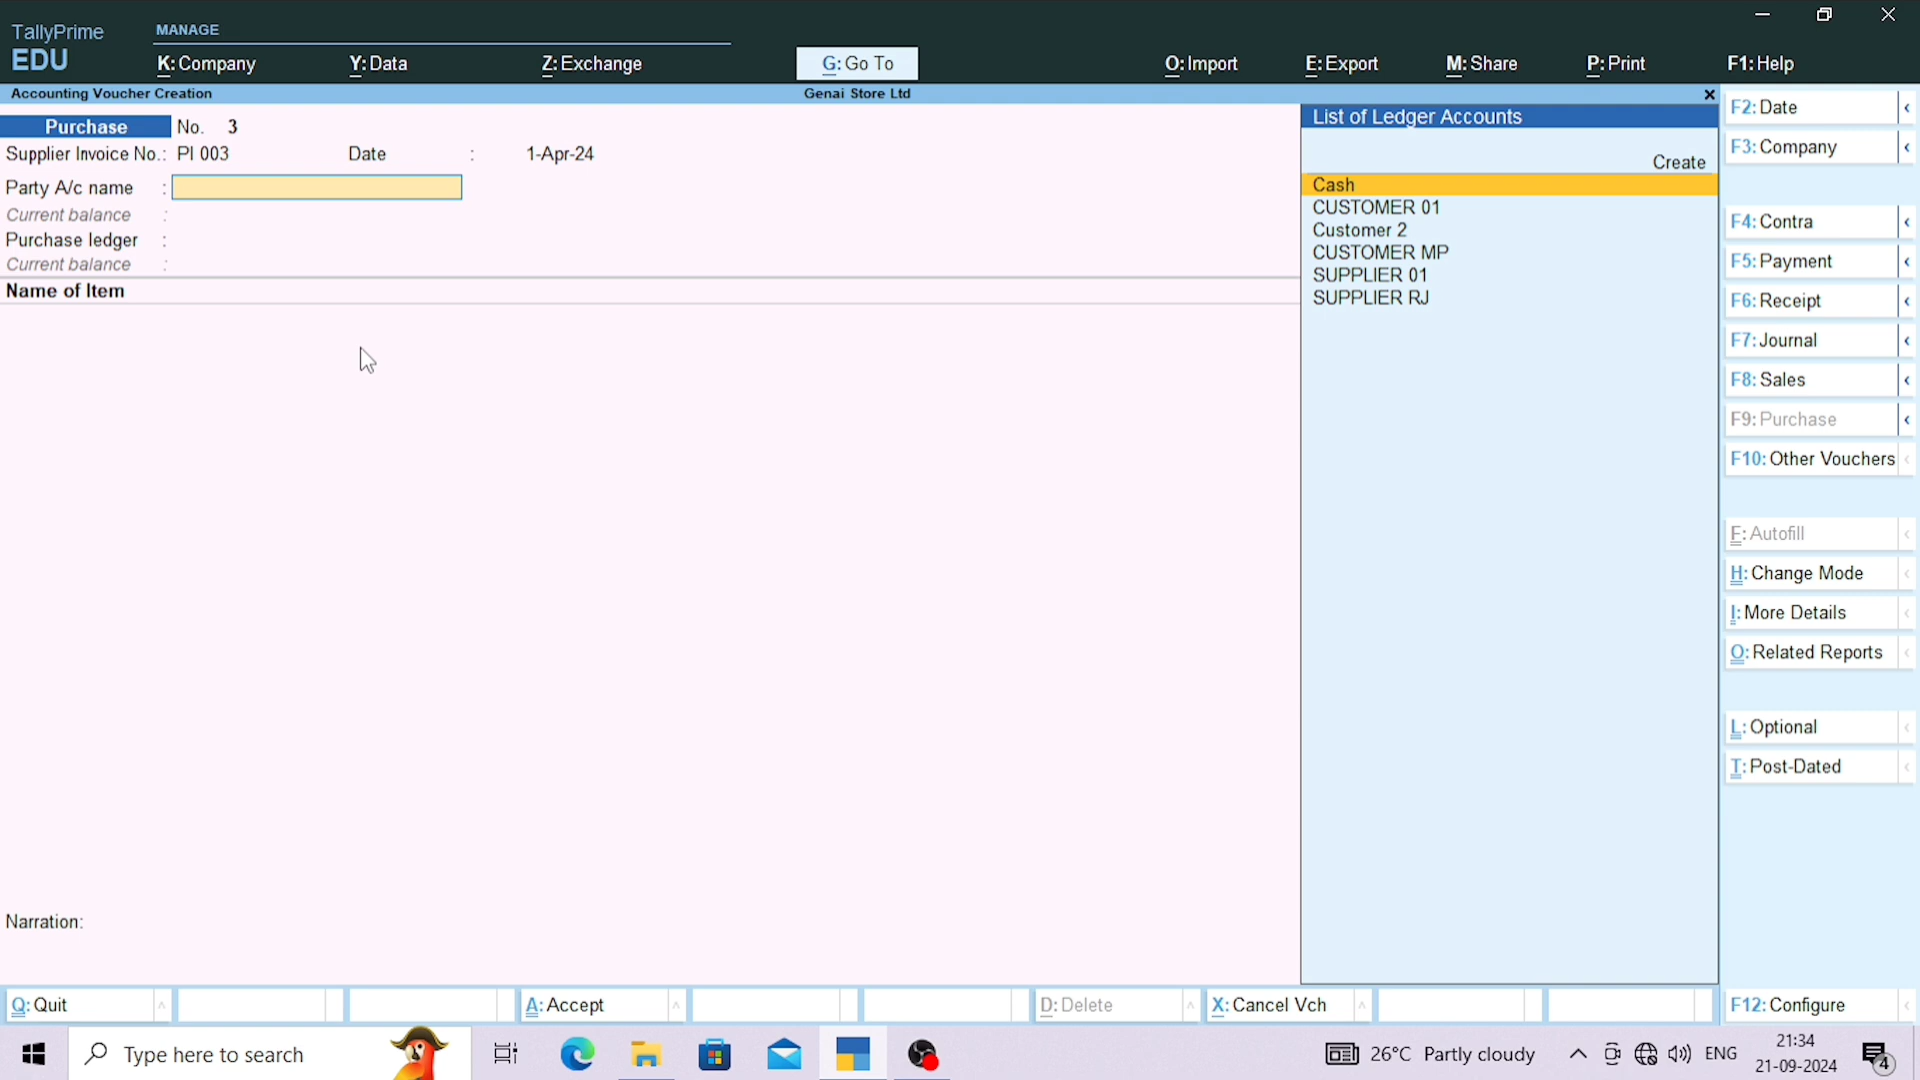 TallyPrime
EDU
MANAGE
K: Company
Y: Data
Z: Exchange
G: Go To
O: Import
E: Export
M: Share
P: Print
F1: Help
Accounting Voucher Creation
Genai Store Ltd
Purchase No. 3
Supplier Invoice No.: PI 003 Date : 1-Apr-24
Party A/c name :
Current balance :
Purchase ledger :
Current balance :
Name of Item
Narration:
List of Ledger Accounts
Create
Cash
CUSTOMER 01
Customer 2
CUSTOMER MP
SUPPLIER 01
SUPPLIER RJ
F2: Date
F3: Company
F4: Contra
F5: Payment
F6: Receipt
F7: Journal
F8: Sales
F9: Purchase
F10: Other Vouchers
F: Autofill
H: Change Mode
I: More Details
O: Related Reports
L: Optional
T: Post-Dated
F12: Configure
Q: Quit
A: Accept
D: Delete
X: Cancel Vch
Type here to search
26°C Partly cloudy
ENG
21:34
21-09-2024
4